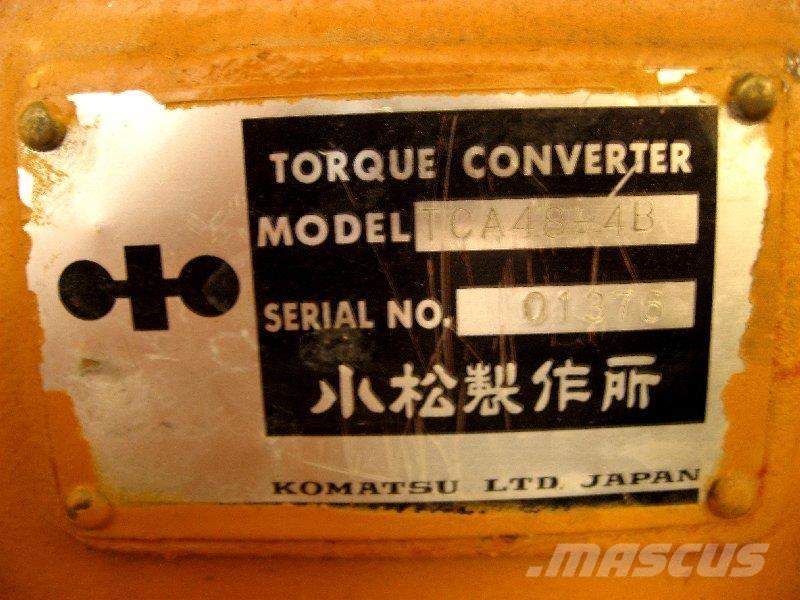 TORQUE CONVERTER
MODEL TCA48-4B
SERIAL NO. 01376
小松製作所
KOMATSU LTD. JAPAN
MASCUS